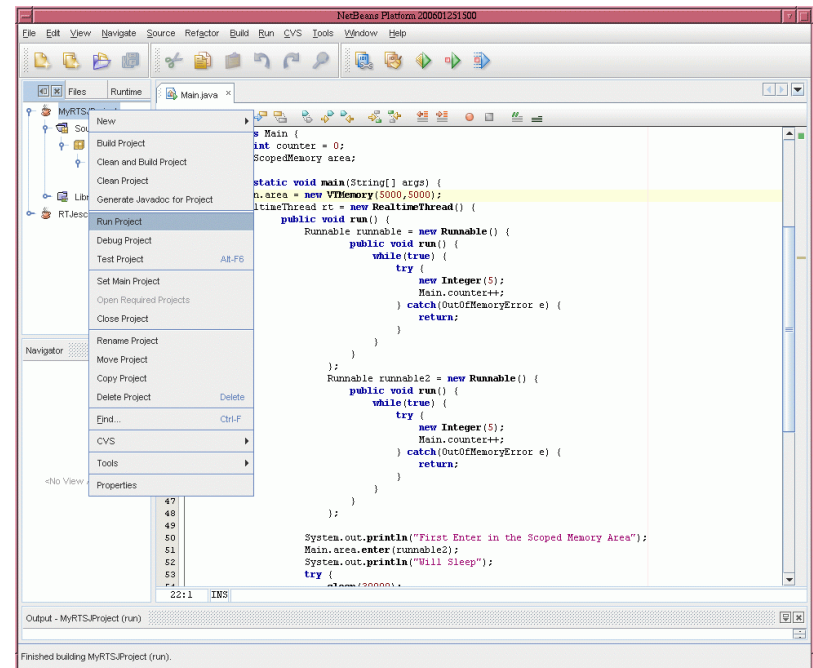 NetBeans Platform 200601251500
File Edit View Navigate Source Refactor Build Run CVS Tools Window Help
Files Runtime
Main.java ×
MyRTSJProject
Sou
Libr
RTJesc
New
Build Project
Clean and Build Project
Clean Project
Generate Javadoc for Project
Run Project
Debug Project
Test Project Alt-F6
Set Main Project
Open Required Projects
Close Project
Rename Project
Move Project
Copy Project
Delete Project Delete
Find... Ctrl-F
CVS
Tools
Properties
Navigator
<No View
s Main {
int counter = 0;
ScopedMemory area;
static void main(String[] args) {
n.area = new VTMemory(5000,5000);
ltimeThread rt = new RealtimeThread() {
public void run() {
Runnable runnable = new Runnable() {
public void run() {
while(true) {
try {
new Integer(5);
Main.counter++;
} catch(OutOfMemoryError e) {
return;
}
}
}
};
Runnable runnable2 = new Runnable() {
public void run() {
while(true) {
try {
new Integer(5);
Main.counter++;
} catch(OutOfMemoryError e) {
return;
}
}
47 }
48 };
49
50 System.out.println("First Enter in the Scoped Memory Area");
51 Main.area.enter(runnable2);
52 System.out.println("Will Sleep");
53 try {
54 sleep(30000);
22:1 INS
Output - MyRTSJProject (run)
Finished building MyRTSJProject (run).